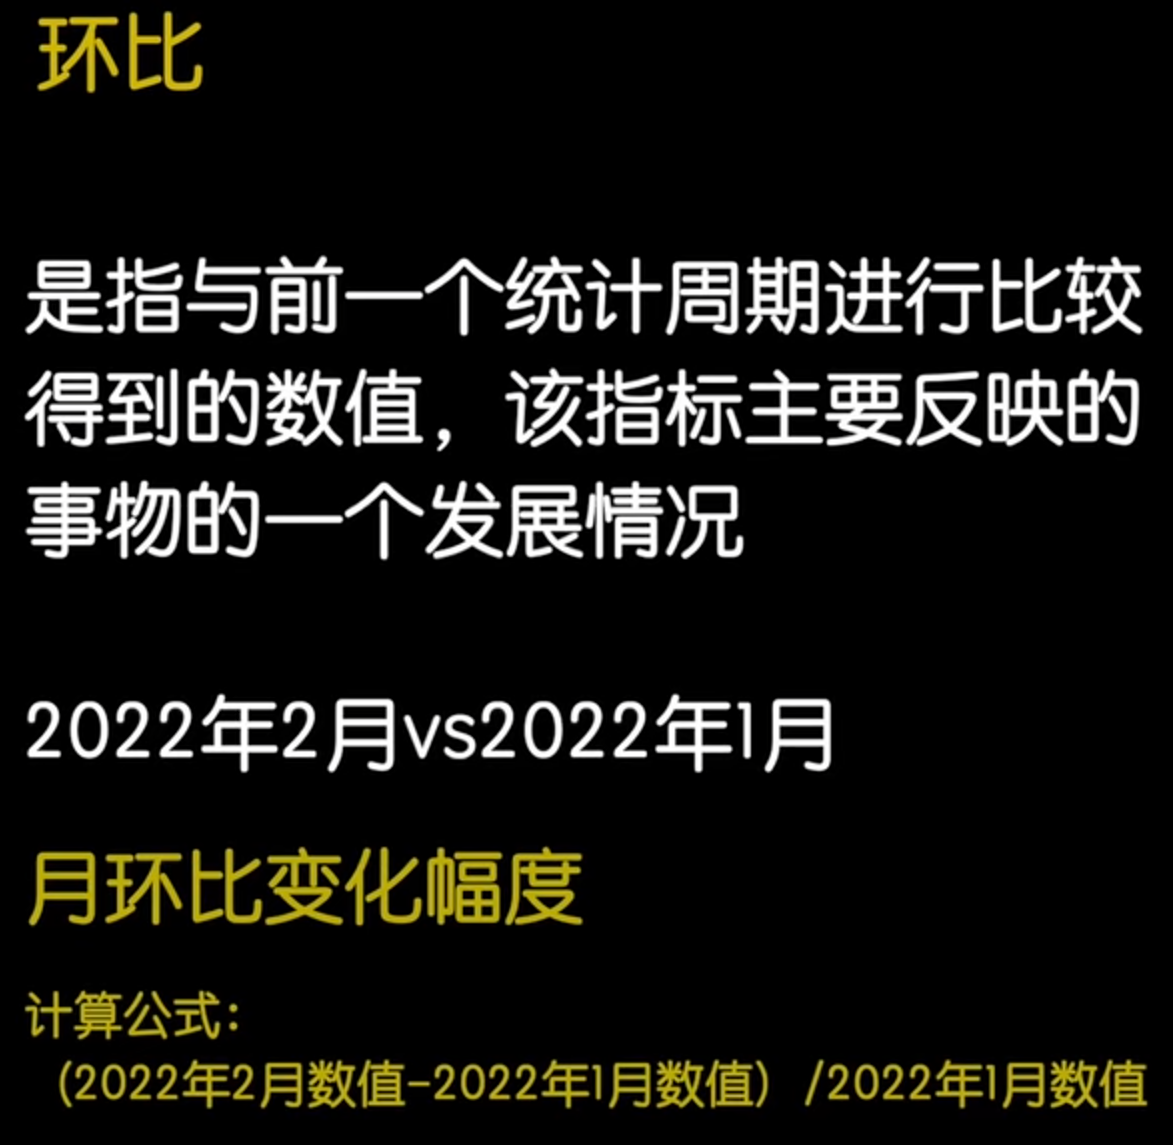 环比
是指与前一个统计周期进行比较
得到的数值，该指标主要反映的
事物的一个发展情况
2022年2月vs2022年1月
月环比变化幅度
计算公式：
（2022年2月数值-2022年1月数值）/2022年1月数值